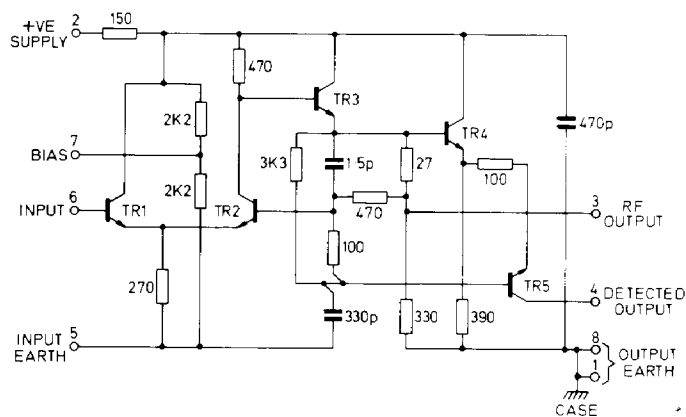 +VE
SUPPLY
2
150
470
TR3
TR4
470p
2K2
BIAS
7
2K2
3K3
1·5p
27
100
INPUT
6
TR1
TR2
470
3
RF
OUTPUT
100
TR5
4
DETECTED
OUTPUT
270
330p
330
390
INPUT
EARTH
5
8
1
OUTPUT
EARTH
CASE